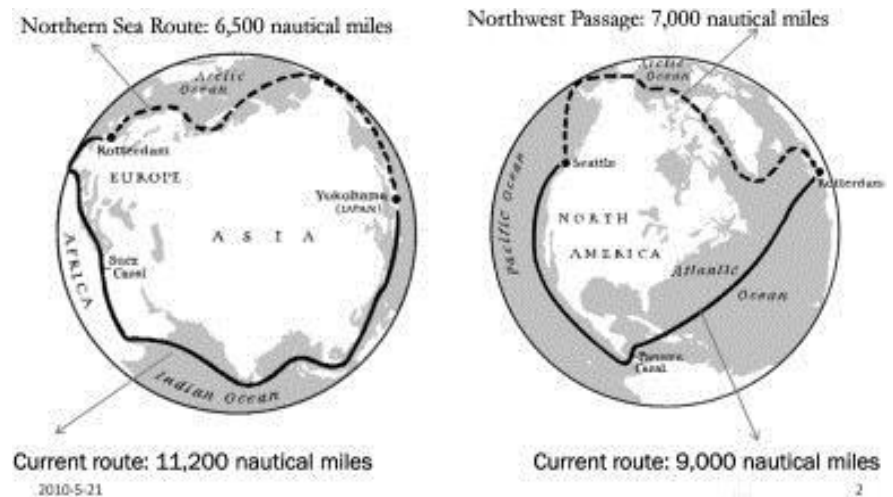 Northern Sea Route: 6,500 nautical miles
Northwest Passage: 7,000 nautical miles
Arctic
Ocean
Rotterdam
EUROPE
Yokohama
(JAPAN)
ASIA
AFRICA
Suez
Canal
Indian Ocean
Arctic
Ocean
Seattle
Rotterdam
Pacific Ocean
NORTH
AMERICA
Atlantic
Ocean
Panama
Canal
Current route: 11,200 nautical miles
Current route: 9,000 nautical miles
2010-5-21
2